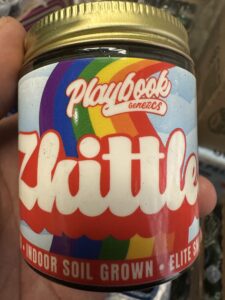 Playbook
GENETICS
Zkittle
INDOOR SOIL GROWN • ELITE